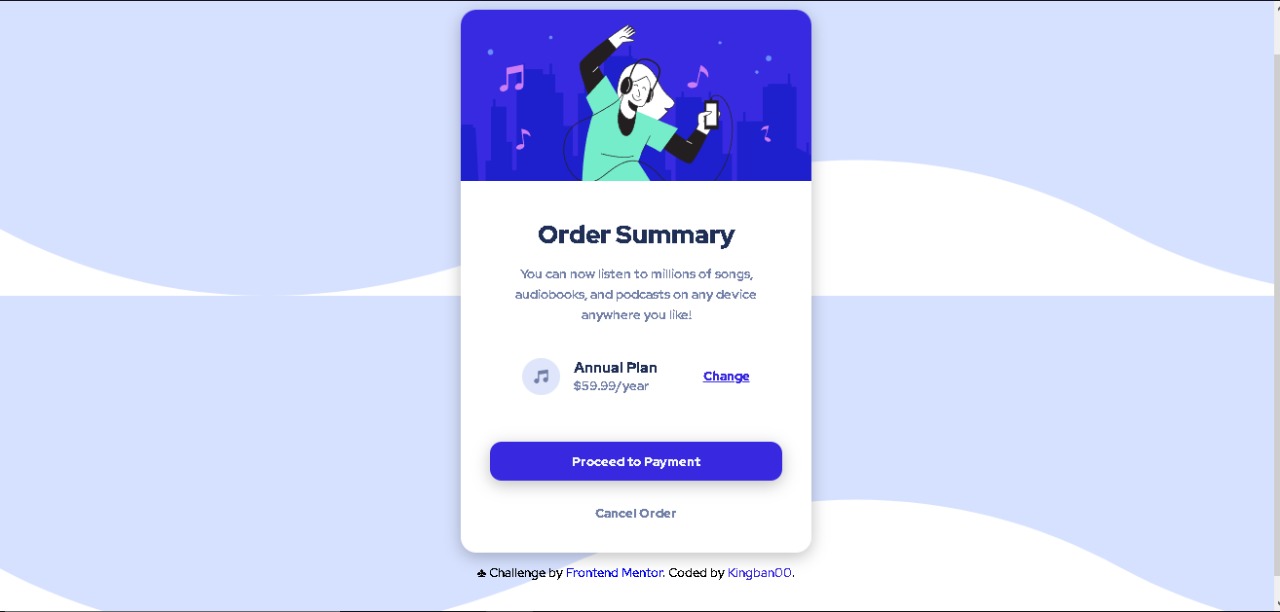 Order Summary
You can now listen to millions of songs,
audiobooks, and podcasts on any device
anywhere you like!
Annual Plan
$59.99/year
Change
Proceed to Payment
Cancel Order
♣ Challenge by Frontend Mentor. Coded by Kingban00.